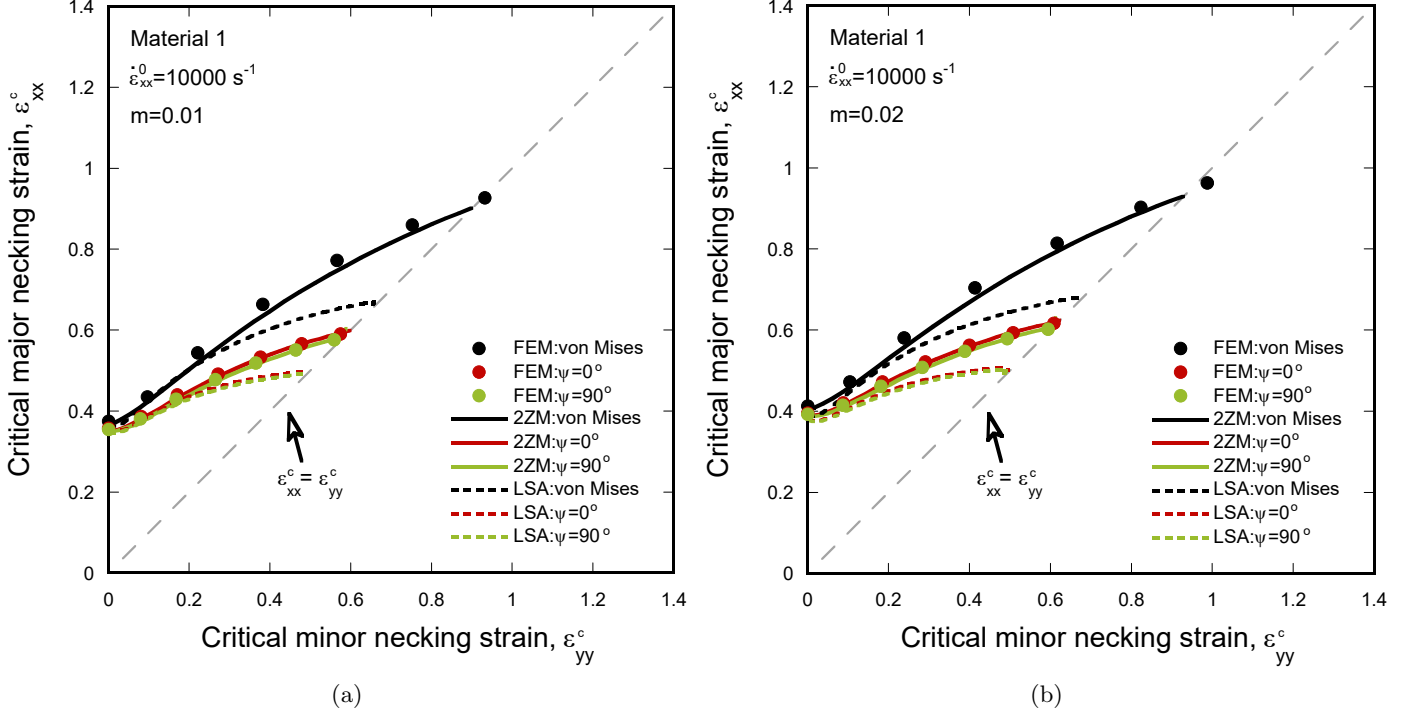 Material 1
ε̇⁰xx=10000 s⁻¹
m=0.01
Critical major necking strain, εᶜxx
1.4
1.2
1
0.8
0.6
0.4
0.2
0
FEM:von Mises
FEM:ψ=0°
FEM:ψ=90°
2ZM:von Mises
2ZM:ψ=0°
2ZM:ψ=90°
LSA:von Mises
LSA:ψ=0°
LSA:ψ=90°
εᶜxx = εᶜyy
0 0.2 0.4 0.6 0.8 1 1.2 1.4
Critical minor necking strain, εᶜyy
(a)
Material 1
ε̇⁰xx=10000 s⁻¹
m=0.02
Critical major necking strain, εᶜxx
1.4
1.2
1
0.8
0.6
0.4
0.2
0
FEM:von Mises
FEM:ψ=0°
FEM:ψ=90°
2ZM:von Mises
2ZM:ψ=0°
2ZM:ψ=90°
LSA:von Mises
LSA:ψ=0°
LSA:ψ=90°
εᶜxx = εᶜyy
0 0.2 0.4 0.6 0.8 1 1.2 1.4
Critical minor necking strain, εᶜyy
(b)